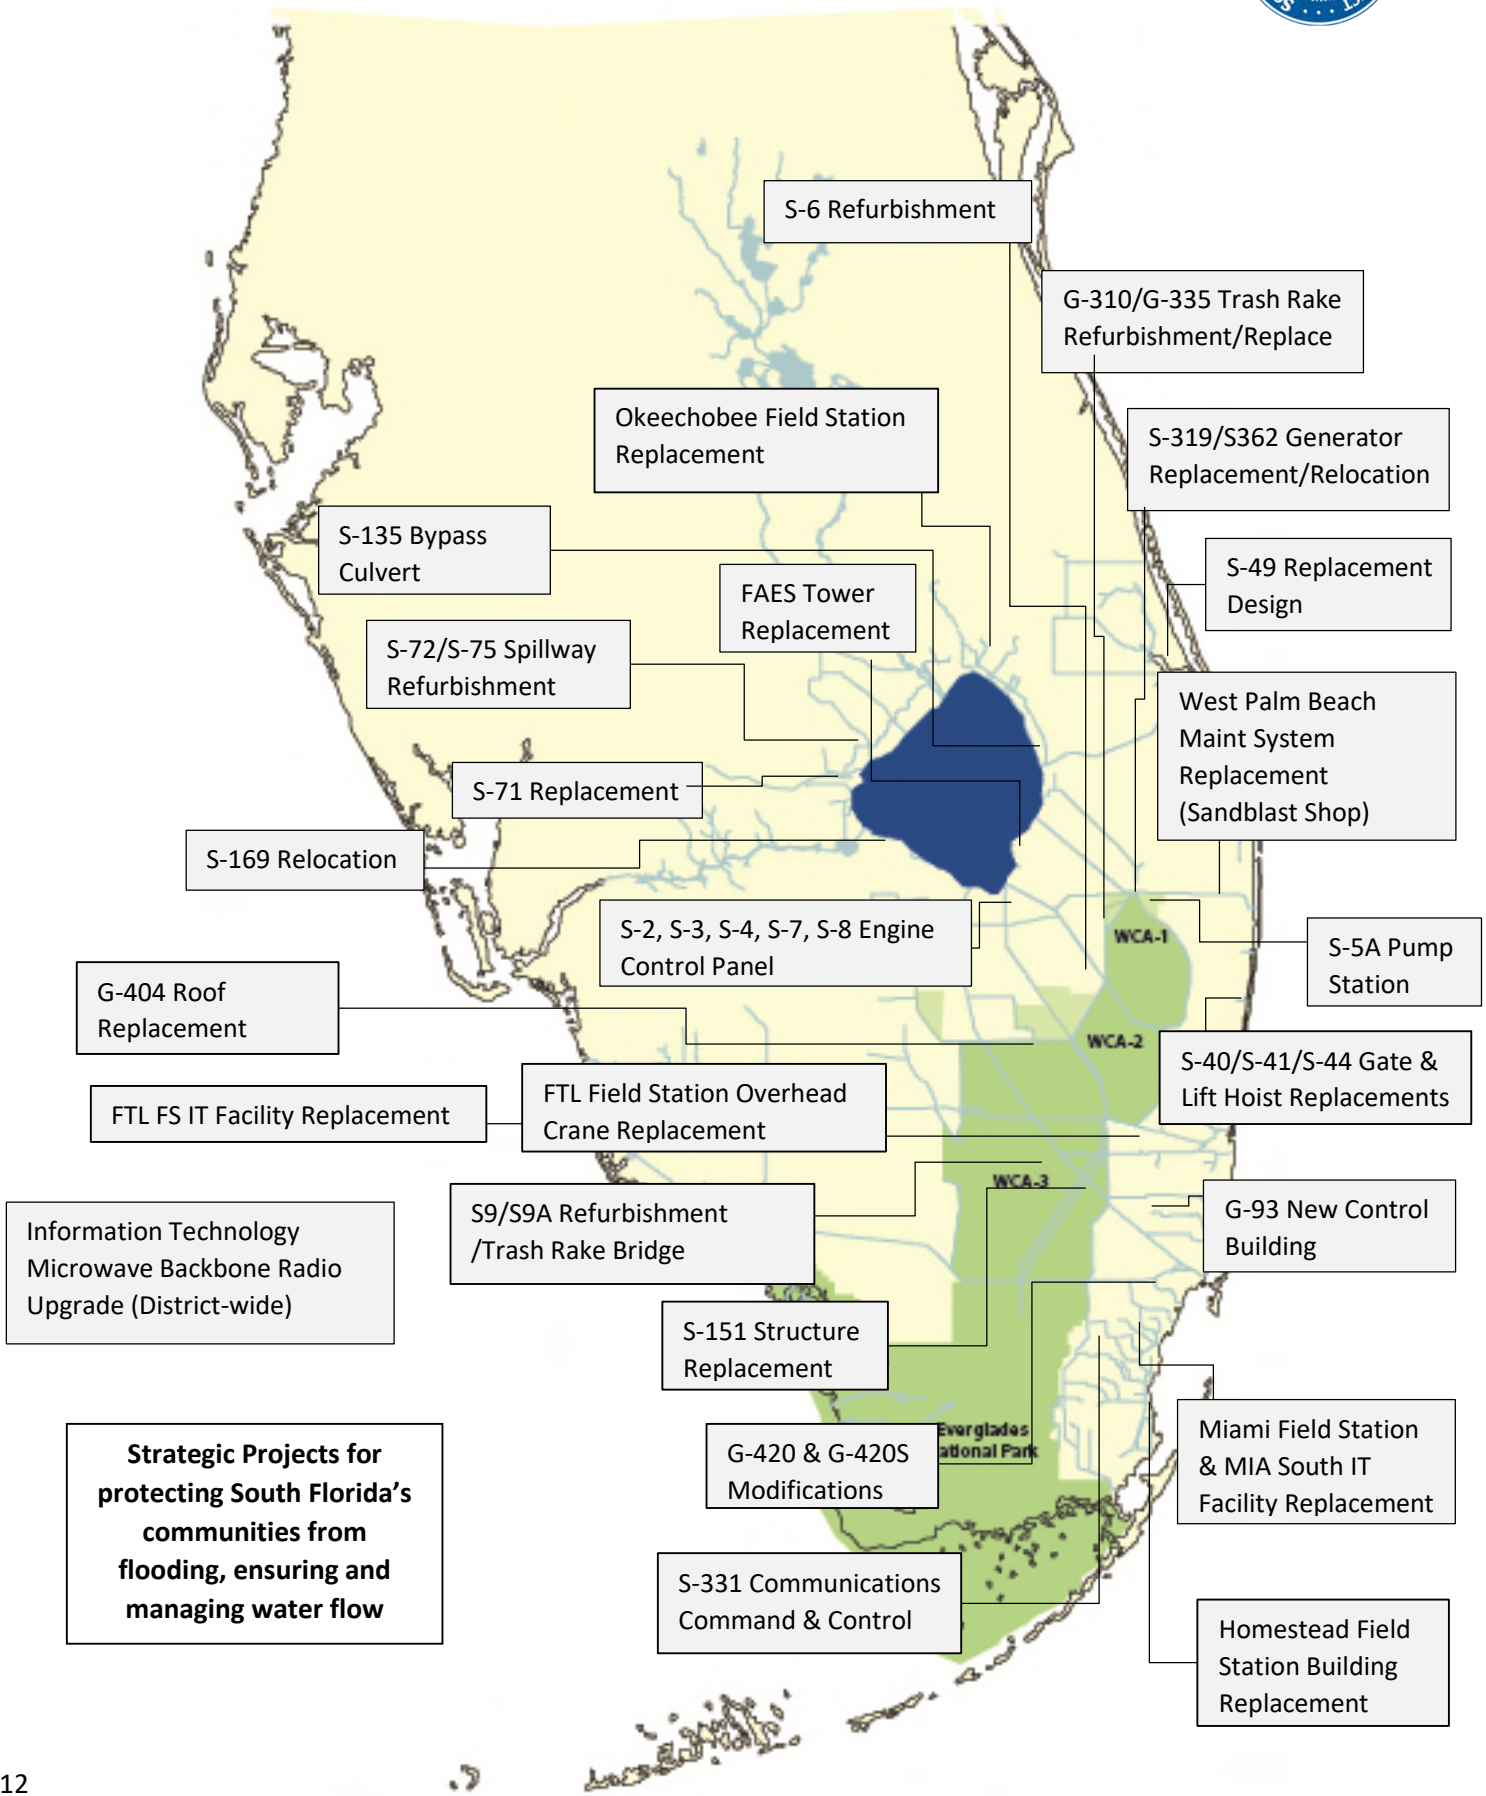 S-6 Refurbishment
G-310/G-335 Trash Rake
Refurbishment/Replace
Okeechobee Field Station
Replacement
S-319/S362 Generator
Replacement/Relocation
S-135 Bypass
Culvert
FAES Tower
Replacement
S-49 Replacement
Design
S-72/S-75 Spillway
Refurbishment
West Palm Beach
Maint System
Replacement
(Sandblast Shop)
S-71 Replacement
S-169 Relocation
S-2, S-3, S-4, S-7, S-8 Engine
Control Panel
WCA-1
S-5A Pump
Station
G-404 Roof
Replacement
WCA-2
S-40/S-41/S-44 Gate &
Lift Hoist Replacements
FTL FS IT Facility Replacement
FTL Field Station Overhead
Crane Replacement
WCA-3
S9/S9A Refurbishment
/Trash Rake Bridge
G-93 New Control
Building
Information Technology
Microwave Backbone Radio
Upgrade (District-wide)
S-151 Structure
Replacement
Everglades
ational Park
G-420 & G-420S
Modifications
Miami Field Station
& MIA South IT
Facility Replacement
Strategic Projects for
protecting South Florida's
communities from
flooding, ensuring and
managing water flow
S-331 Communications
Command & Control
Homestead Field
Station Building
Replacement
12